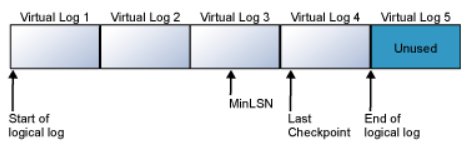 Virtual Log 1 Virtual Log 2 Virtual Log 3 Virtual Log 4 Virtual Log 5
Unused
MinLSN
Start of
logical log
Last
Checkpoint
End of
logical log